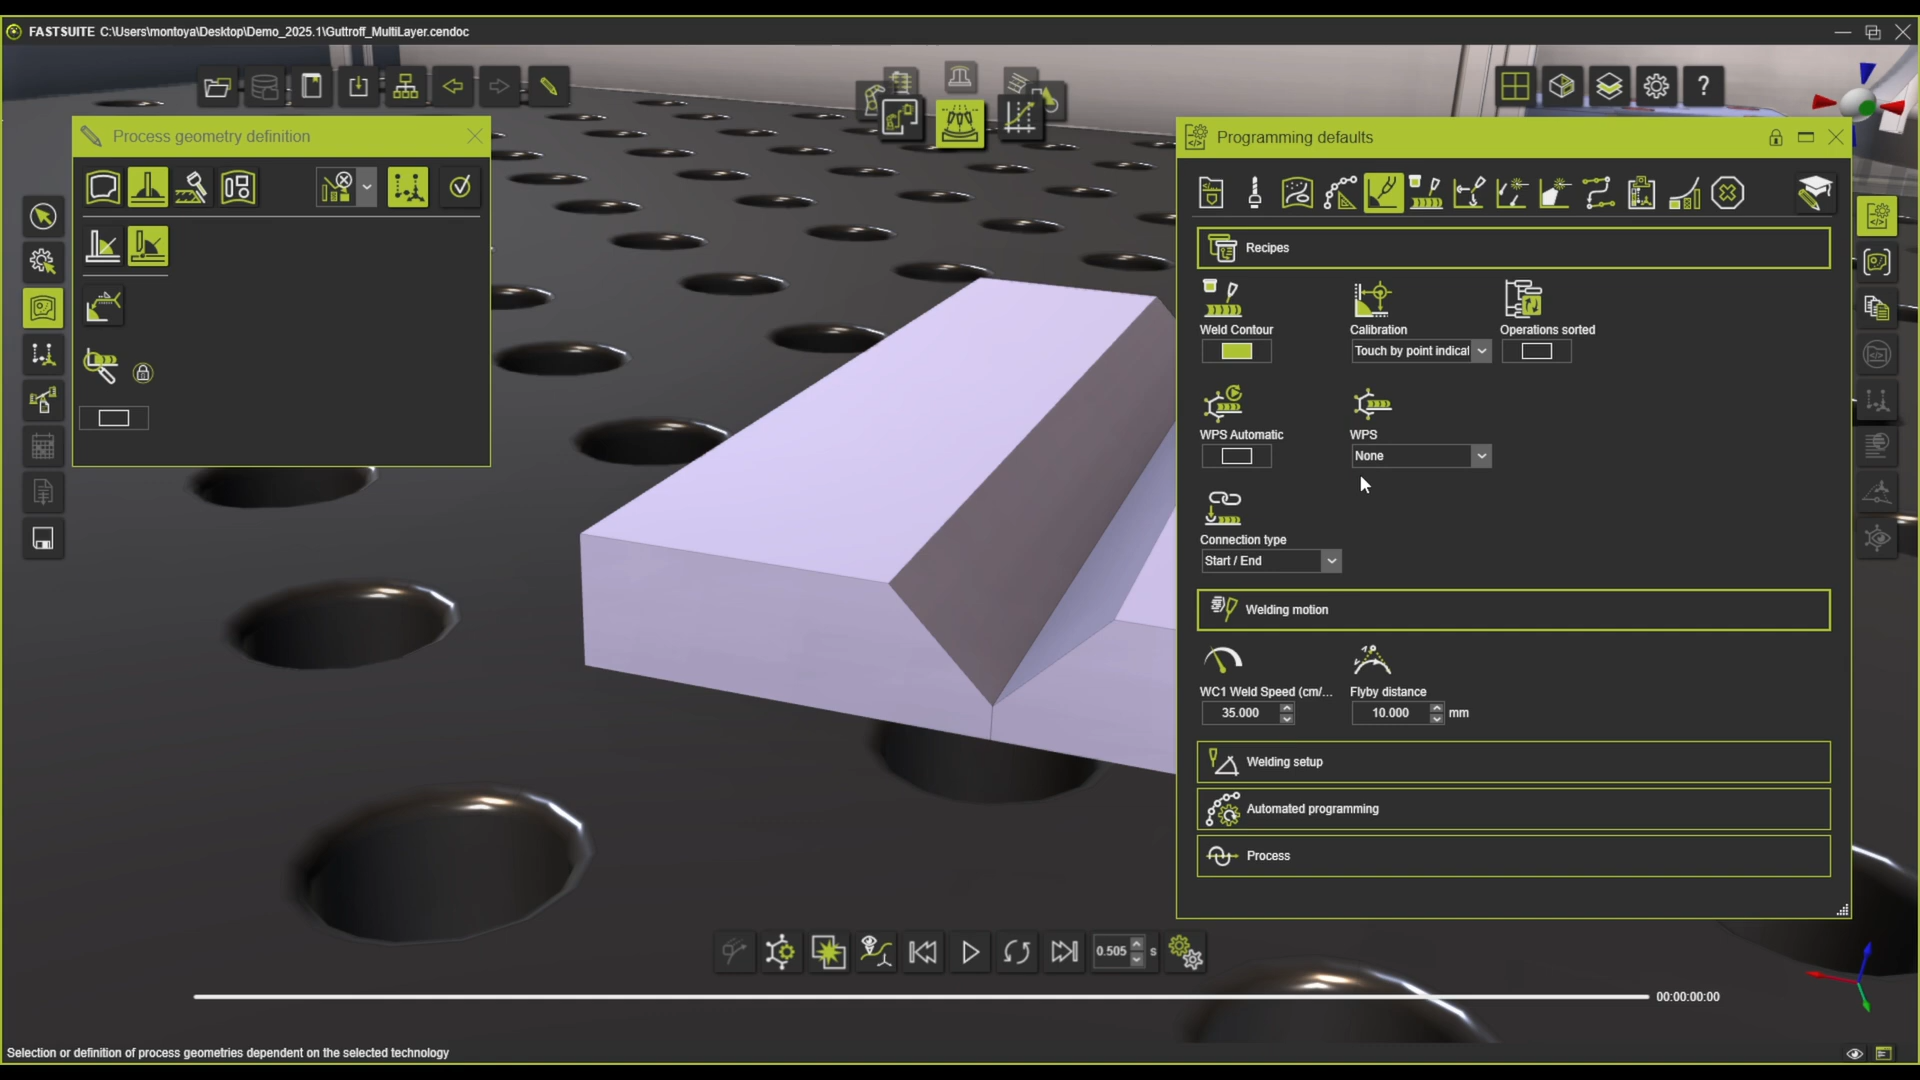 FASTSUITE C:\Users\montoya\Desktop\Demo_2025.1\Guttroff_MultiLayer.cendoc
?
Process geometry definition
Programming defaults
Recipes
Weld Contour
Calibration
Operations sorted
Touch by point indicat
WPS Automatic
WPS
None
Connection type
Start / End
Welding motion
WC1 Weld Speed (cm/...
Flyby distance
35.000
10.000 mm
Welding setup
Automated programming
Process
0.505 s
00:00:00:00
Selection or definition of process geometries dependent on the selected technology